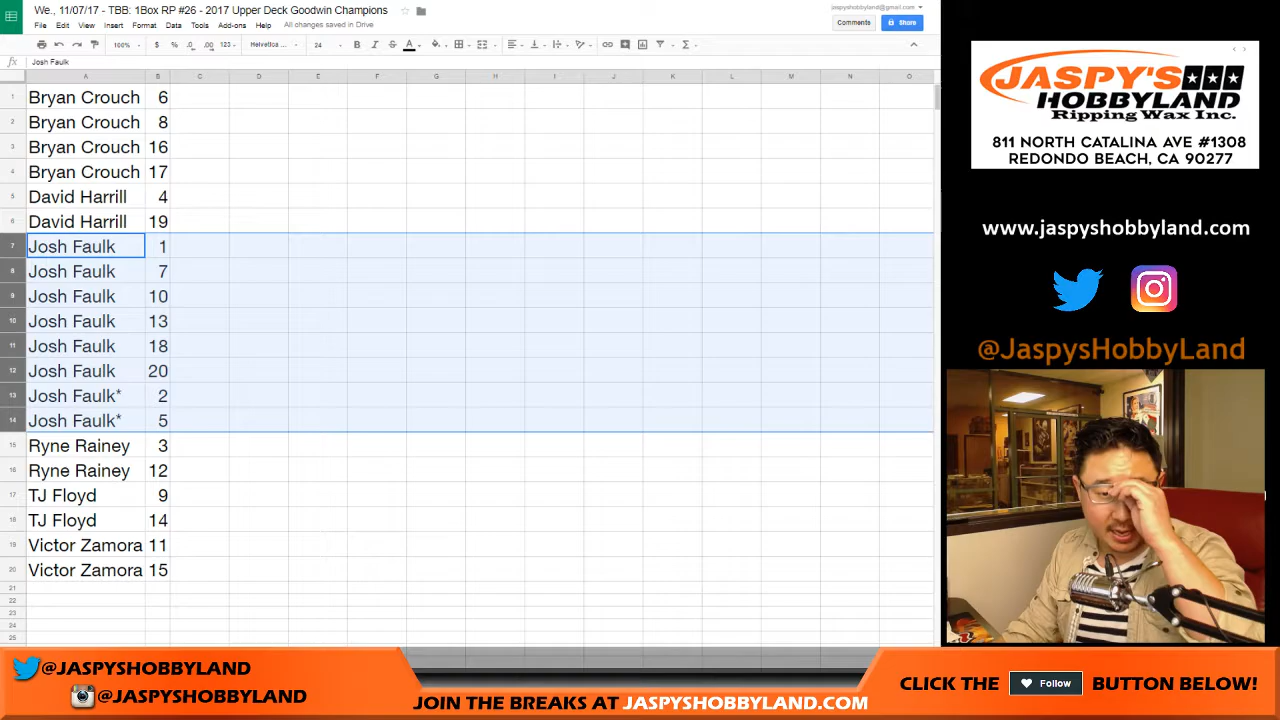 We., 11/07/17 - TBB: 1Box RP #26 - 2017 Upper Deck Goodwin Champions
jaspyshobbyland@gmail.com
File Edit View Insert Format Data Tools Add-ons Help All changes saved in Drive
Comments Share
100% $ % .0 .00 123 Helvetica ... 24 B I S A
fx Josh Faulk
A B C D E F G H I J K L M N O
1 Bryan Crouch 6
2 Bryan Crouch 8
3 Bryan Crouch 16
4 Bryan Crouch 17
5 David Harrill 4
6 David Harrill 19
7 Josh Faulk 1
8 Josh Faulk 7
9 Josh Faulk 10
10 Josh Faulk 13
11 Josh Faulk 18
12 Josh Faulk 20
13 Josh Faulk* 2
14 Josh Faulk* 5
15 Ryne Rainey 3
16 Ryne Rainey 12
17 TJ Floyd 9
18 TJ Floyd 14
19 Victor Zamora 11
20 Victor Zamora 15
21
22
23
24
25
JASPY'S
HOBBYLAND
Ripping Wax Inc.
811 NORTH CATALINA AVE #1308
REDONDO BEACH, CA 90277
www.jaspyshobbyland.com
@JaspysHobbyLand
@JASPYSHOBBYLAND
@JASPYSHOBBYLAND
JOIN THE BREAKS AT JASPYSHOBBYLAND.COM
CLICK THE Follow BUTTON BELOW!